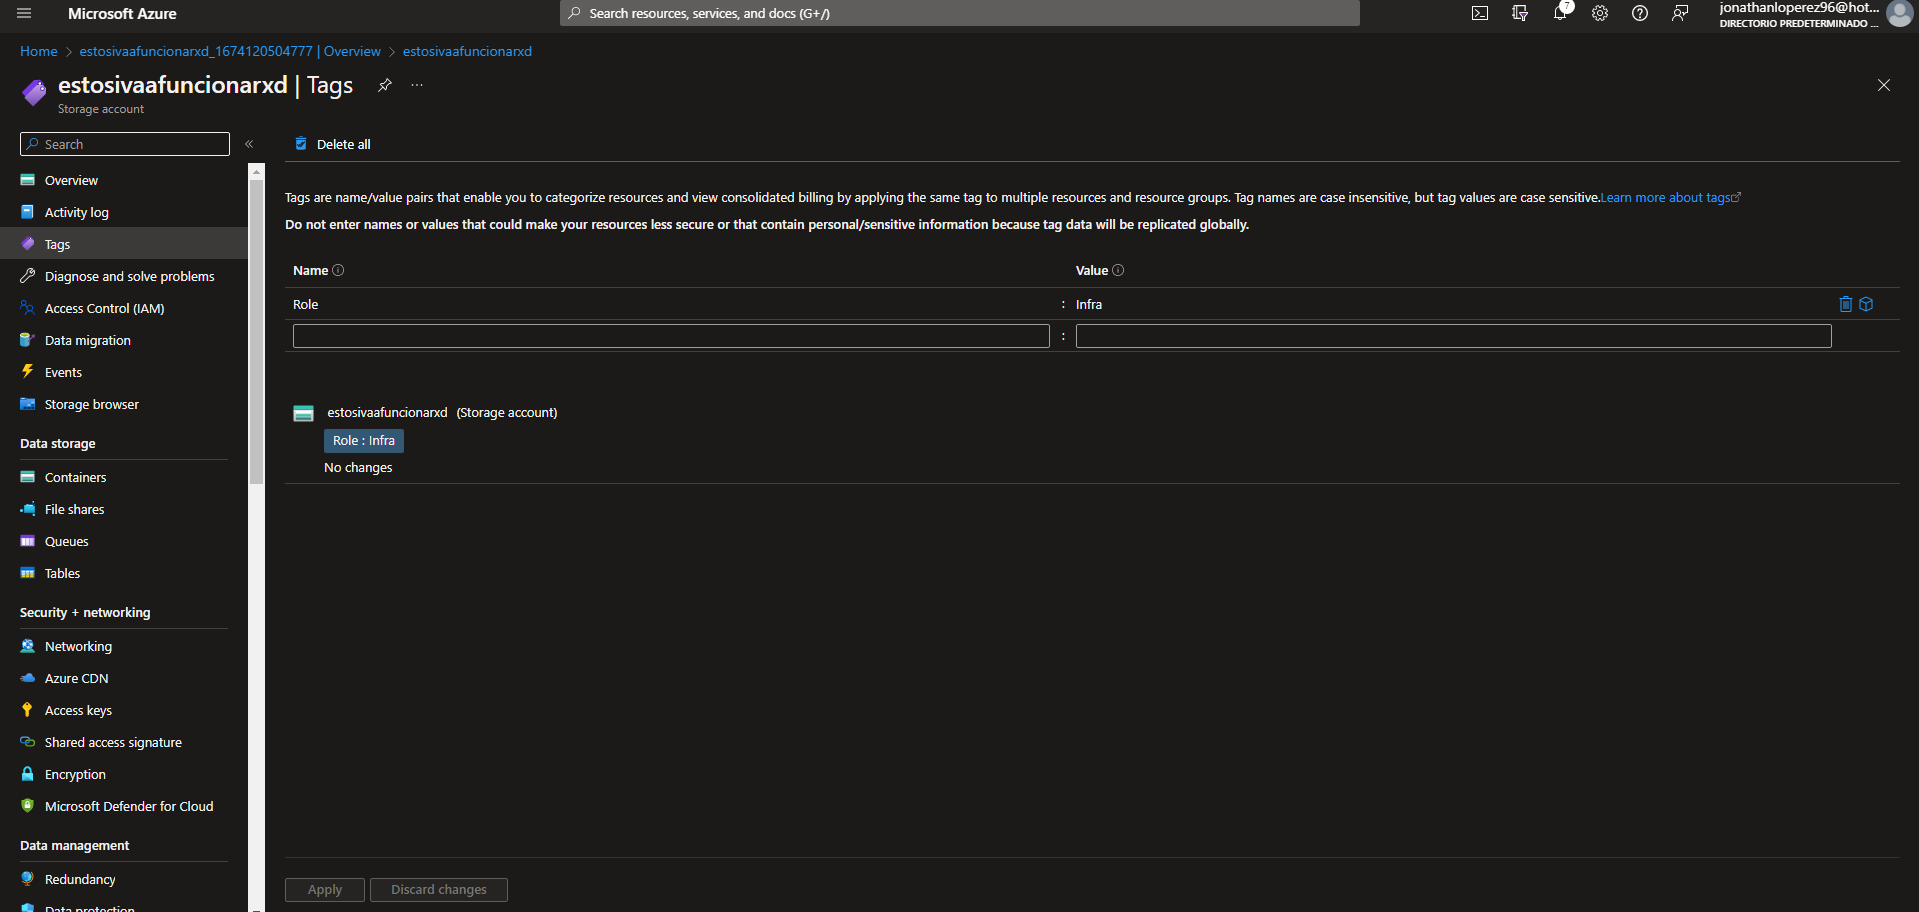 Microsoft Azure
Search resources, services, and docs (G+/)
7
jonathanloperez96@hot...
DIRECTORIO PREDETERMINADO ...
Home > estosivaafuncionarxd_1674120504777 | Overview > estosivaafuncionarxd
estosivaafuncionarxd | Tags
Storage account
Search
«
Overview
Activity log
Tags
Diagnose and solve problems
Access Control (IAM)
Data migration
Events
Storage browser
Data storage
Containers
File shares
Queues
Tables
Security + networking
Networking
Azure CDN
Access keys
Shared access signature
Encryption
Microsoft Defender for Cloud
Data management
Redundancy
Data protection
Delete all
Tags are name/value pairs that enable you to categorize resources and view consolidated billing by applying the same tag to multiple resources and resource groups. Tag names are case insensitive, but tag values are case sensitive.Learn more about tags
Do not enter names or values that could make your resources less secure or that contain personal/sensitive information because tag data will be replicated globally.
Name Value
Role : Infra
:
estosivaafuncionarxd (Storage account)
Role : Infra
No changes
Apply Discard changes